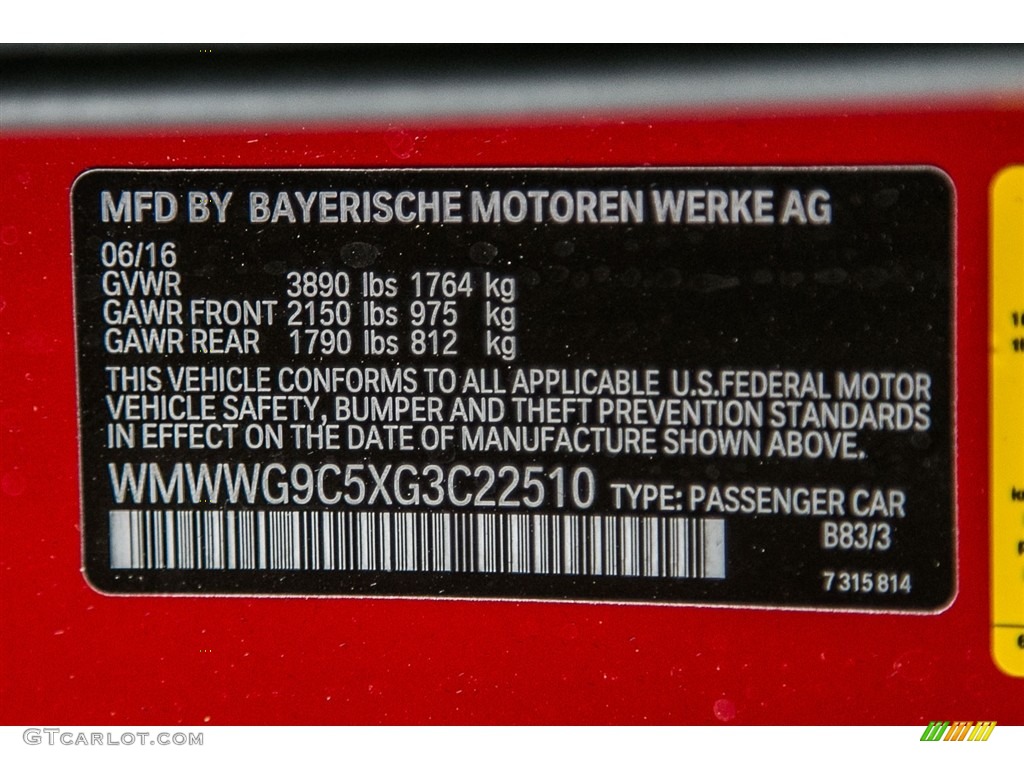 MFD BY BAYERISCHE MOTOREN WERKE AG
06/16
GVWR 3890 lbs 1764 kg
GAWR FRONT 2150 lbs 975 kg
GAWR REAR 1790 lbs 812 kg
THIS VEHICLE CONFORMS TO ALL APPLICABLE U.S.FEDERAL MOTOR
VEHICLE SAFETY, BUMPER AND THEFT PREVENTION STANDARDS
IN EFFECT ON THE DATE OF MANUFACTURE SHOWN ABOVE.
WMWWG9C5XG3C22510 TYPE: PASSENGER CAR
B83/3
7 315 814
GTCARLOT.COM